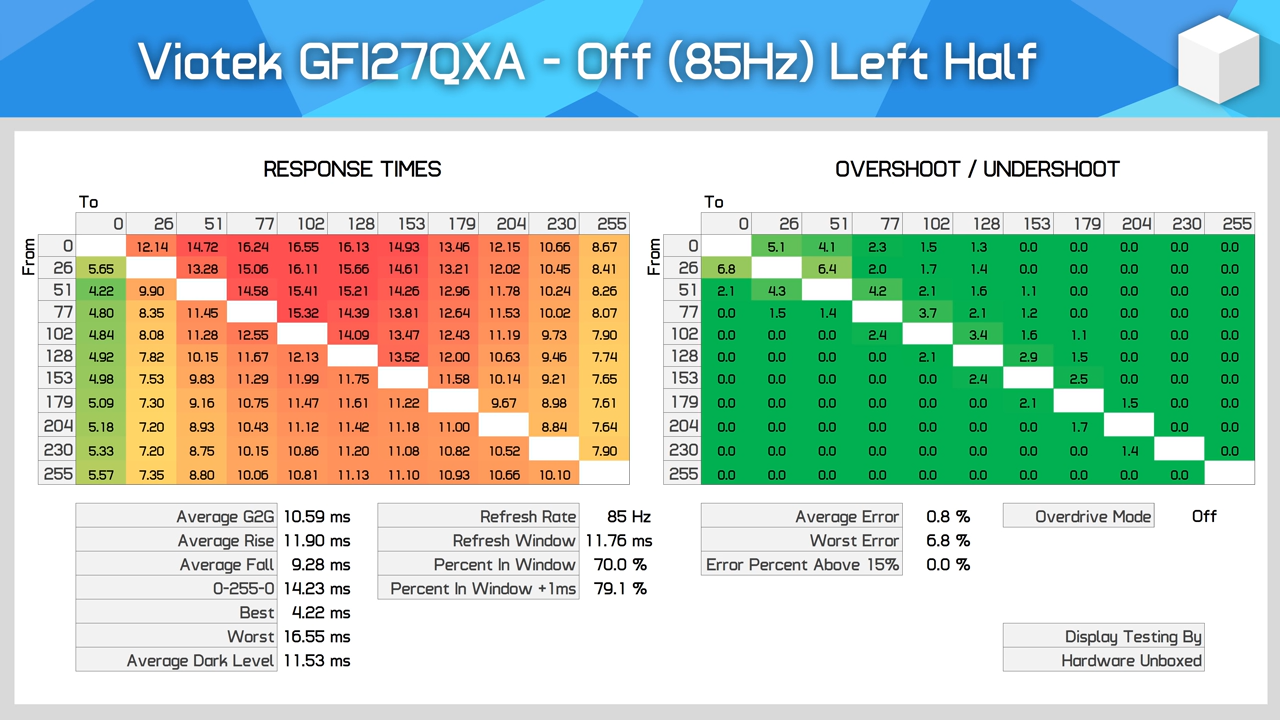 Viotek GFI27QXA - Off (85Hz) Left Half
RESPONSE TIMES
To
0 26 51 77 102 128 153 179 204 230 255
From
0 12.14 14.72 16.24 16.55 16.13 14.93 13.46 12.15 10.66 8.67
26 5.65 13.28 15.06 16.11 15.66 14.61 13.21 12.02 10.45 8.41
51 4.22 9.90 14.58 15.41 15.21 14.26 12.96 11.78 10.24 8.26
77 4.80 8.35 11.45 15.32 14.39 13.81 12.64 11.53 10.02 8.07
102 4.84 8.08 11.28 12.55 14.09 13.47 12.43 11.19 9.73 7.90
128 4.92 7.82 10.15 11.67 12.13 13.52 12.00 10.63 9.46 7.74
153 4.98 7.53 9.83 11.29 11.99 11.75 11.58 10.14 9.21 7.65
179 5.09 7.30 9.16 10.75 11.47 11.61 11.22 9.67 8.98 7.61
204 5.18 7.20 8.93 10.43 11.12 11.42 11.18 11.00 8.84 7.64
230 5.33 7.20 8.75 10.15 10.86 11.20 11.08 10.82 10.52 7.90
255 5.57 7.35 8.80 10.06 10.81 11.13 11.10 10.93 10.66 10.10
OVERSHOOT / UNDERSHOOT
To
0 26 51 77 102 128 153 179 204 230 255
From
0 5.1 4.1 2.3 1.5 1.3 0.0 0.0 0.0 0.0 0.0
26 6.8 6.4 2.0 1.7 1.4 0.0 0.0 0.0 0.0 0.0
51 2.1 4.3 4.2 2.1 1.6 1.1 0.0 0.0 0.0 0.0
77 0.0 1.5 1.4 3.7 2.1 1.2 0.0 0.0 0.0 0.0
102 0.0 0.0 0.0 2.4 3.4 1.6 1.1 0.0 0.0 0.0
128 0.0 0.0 0.0 0.0 2.1 2.9 1.5 0.0 0.0 0.0
153 0.0 0.0 0.0 0.0 0.0 2.4 2.5 0.0 0.0 0.0
179 0.0 0.0 0.0 0.0 0.0 0.0 2.1 1.5 0.0 0.0
204 0.0 0.0 0.0 0.0 0.0 0.0 0.0 1.7 0.0 0.0
230 0.0 0.0 0.0 0.0 0.0 0.0 0.0 0.0 1.4 0.0
255 0.0 0.0 0.0 0.0 0.0 0.0 0.0 0.0 0.0 0.0
Average G2G 10.59 ms
Average Rise 11.90 ms
Average Fall 9.28 ms
0-255-0 14.23 ms
Best 4.22 ms
Worst 16.55 ms
Average Dark Level 11.53 ms
Refresh Rate 85 Hz
Refresh Window 11.76 ms
Percent In Window 70.0 %
Percent In Window +1ms 79.1 %
Average Error 0.8 %
Worst Error 6.8 %
Error Percent Above 15% 0.0 %
Overdrive Mode Off
Display Testing By
Hardware Unboxed